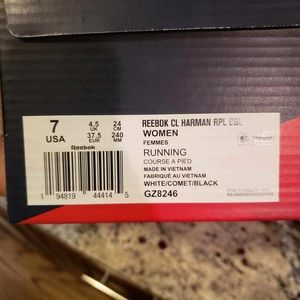 7
USA
4.5
UK
24
CM
37.5
EUR
240
MM
Reebok
1 94819 44414 5
REEBOK CL HARMAN RPL DBL
WOMEN
FEMMES
RUNNING
COURSE A PIED
MADE IN VIETNAM
FABRIQUÉ AU VIETNAM
WHITE/COMET/BLACK
GZ8246